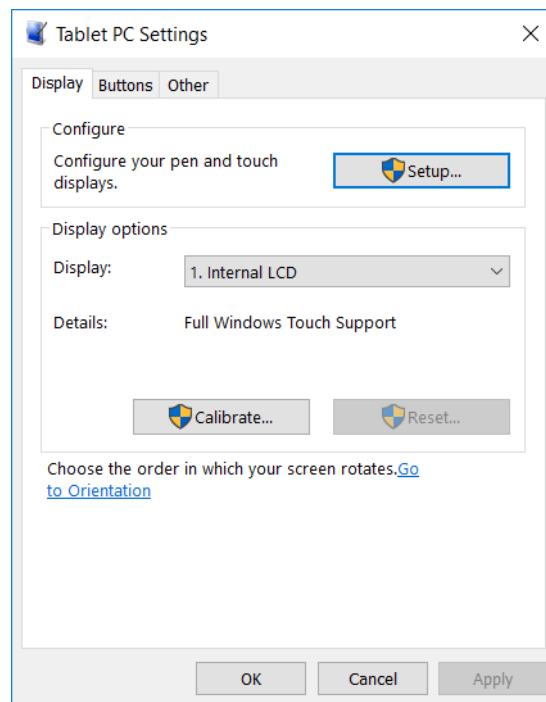 Tablet PC Settings
Display Buttons Other
Configure
Configure your pen and touch
displays.
Setup...
Display options
Display:
1. Internal LCD
Details:
Full Windows Touch Support
Calibrate...
Reset...
Choose the order in which your screen rotates.Go
to Orientation
OK
Cancel
Apply